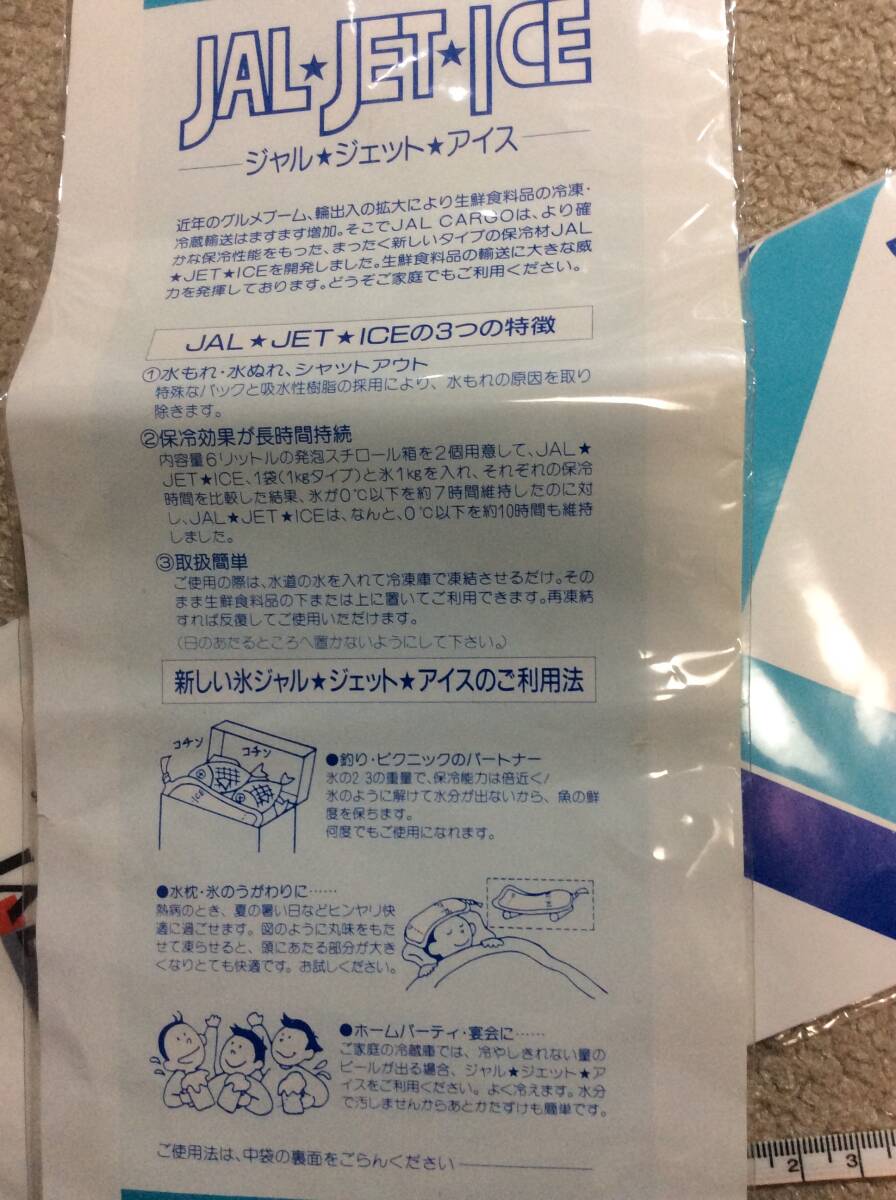 JAL★JET★ICE
ジャル★ジェット★アイス
近年のグルメブーム、輸出入の拡大により生鮮食料品の冷凍・
冷蔵輸送はますます増加。そこでJAL CARGOは、より確
かな保冷性能をもった、まったく新しいタイプの保冷材JAL
★JET★ICEを開発しました。生鮮食料品の輸送に大きな威
力を発揮しております。どうぞご家庭でもご利用ください。
JAL★JET★ICEの3つの特徴
①水もれ・水ぬれ、シャットアウト
特殊なパックと吸水性樹脂の採用により、水もれの原因を取り
除きます。
②保冷効果が長時間持続
内容量6リットルの発泡スチロール箱を2個用意して、JAL★
JET★ICE、1袋(1kgタイプ)と氷1kgを入れ、それぞれの保冷
時間を比較した結果、氷が0℃以下を約7時間維持したのに対
し、JAL★JET★ICEは、なんと、0℃以下を約10時間も維持
しました。
③取扱簡単
ご使用の際は、水道の水を入れて冷凍庫で凍結させるだけ。その
まま生鮮食料品の下または上に置いてご利用できます。再凍結
すれば反復してご使用いただけます。
(日のあたるところへ置かないようにして下さい。)
新しい氷ジャル★ジェット★アイスのご利用法
コチン
コチン
ICE
●釣り・ピクニックのパートナー
氷の2 3の重量で、保冷能力は倍近く!
氷のように解けて水分が出ないから、魚の鮮
度を保ちます。
何度でもご使用になれます。
●水枕・氷のうがわりに……
熱病のとき、夏の暑い日などヒンヤリ快
適に過ごせます。図のように丸味をもた
せて凍らせると、頭にあたる部分が大き
くなりとても快適です。お試しください。
●ホームパーティ・宴会に……
ご家庭の冷蔵庫では、冷やしきれない量の
ビールが出る場合、ジャル★ジェット★ア
イスをご利用ください。よく冷えます。水分
で汚しませんからあとかたずけも簡単です。
ご使用法は、中袋の裏面をごらんください
2 3